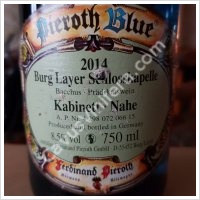 Pieroth Blue
2014
Burg Layer Schlosskapelle
Bacchus · Prädikatswein
Kabinett · Nahe
Produced and bottled in Germany
8.5% vol 750 ml
Ferdinand Pieroth